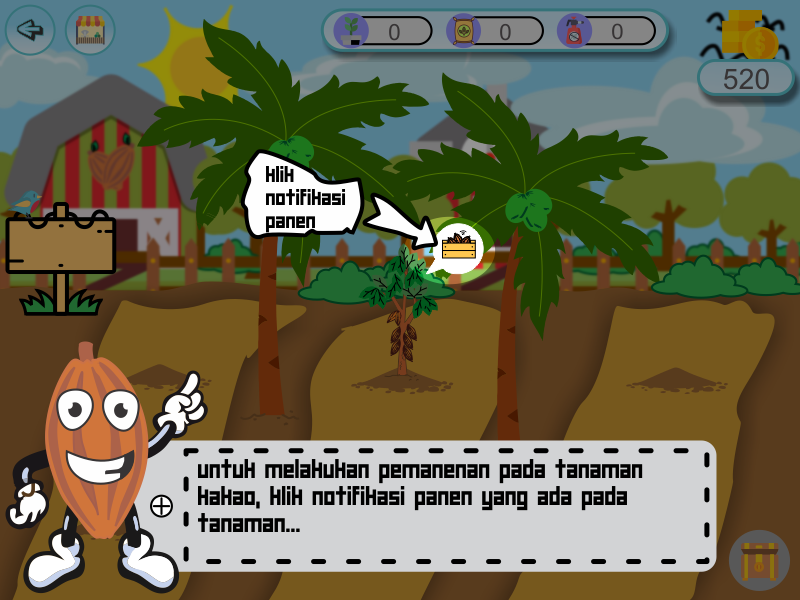 0
0
0
520
klik
notifikasi
panen
untuk melakukan pemanenan pada tanaman
kakao, klik notifikasi panen yang ada pada
tanaman...